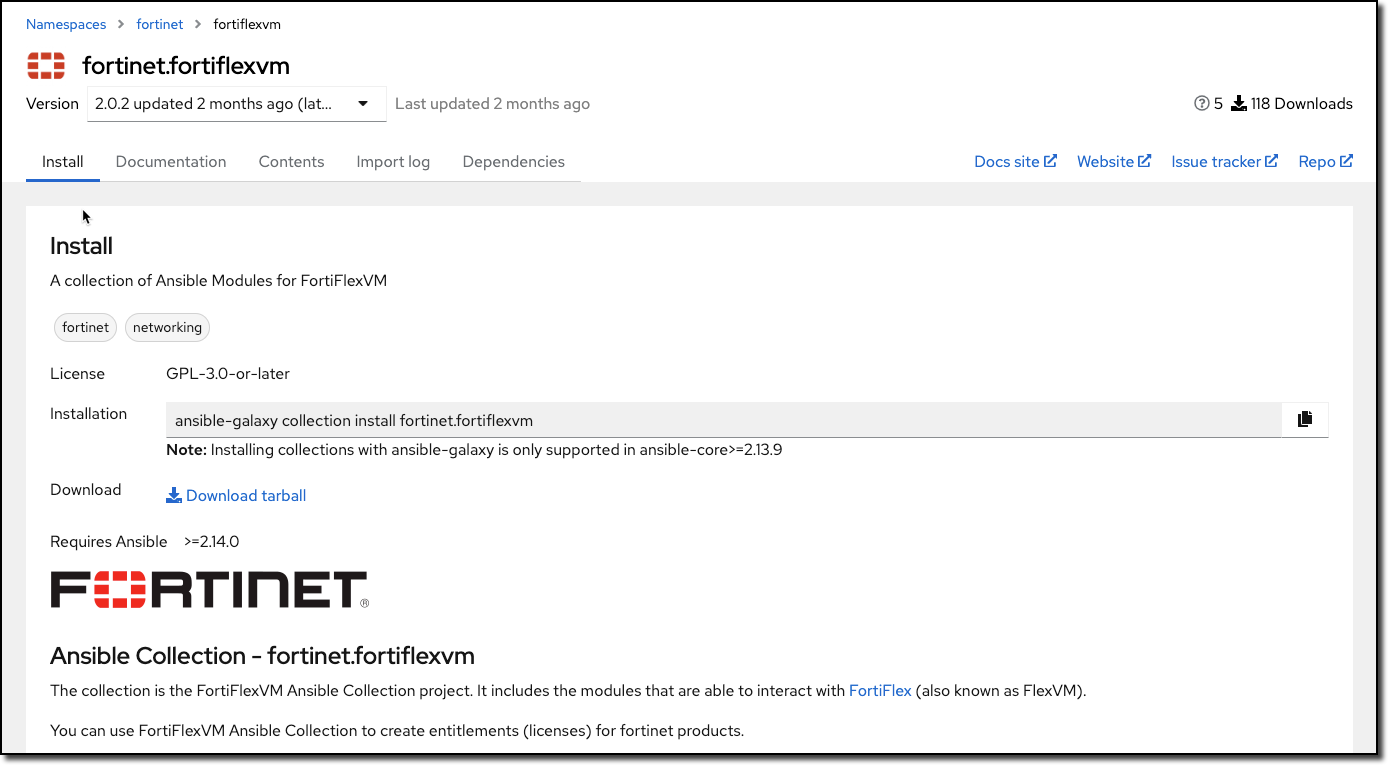 Namespaces > fortinet > fortiflexvm
fortinet.fortiflexvm
Version 2.0.2 updated 2 months ago (lat... Last updated 2 months ago 5 118 Downloads
Install Documentation Contents Import log Dependencies Docs site Website Issue tracker Repo
Install
A collection of Ansible Modules for FortiFlexVM
fortinet networking
License GPL-3.0-or-later
Installation ansible-galaxy collection install fortinet.fortiflexvm
Note: Installing collections with ansible-galaxy is only supported in ansible-core>=2.13.9
Download Download tarball
Requires Ansible >=2.14.0
FORTINET®
Ansible Collection - fortinet.fortiflexvm
The collection is the FortiFlexVM Ansible Collection project. It includes the modules that are able to interact with FortiFlex (also known as FlexVM).
You can use FortiFlexVM Ansible Collection to create entitlements (licenses) for fortinet products.